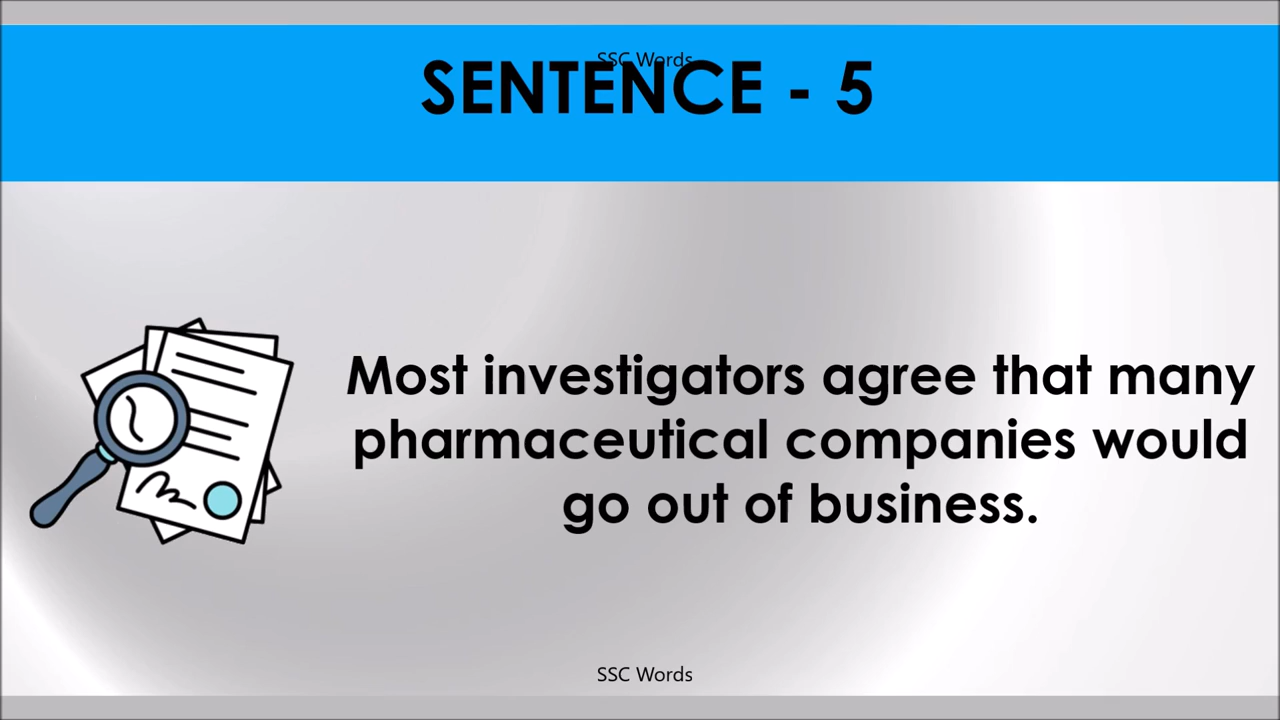 SSC Words
SENTENCE - 5
Most investigators agree that many
pharmaceutical companies would
go out of business.
SSC Words